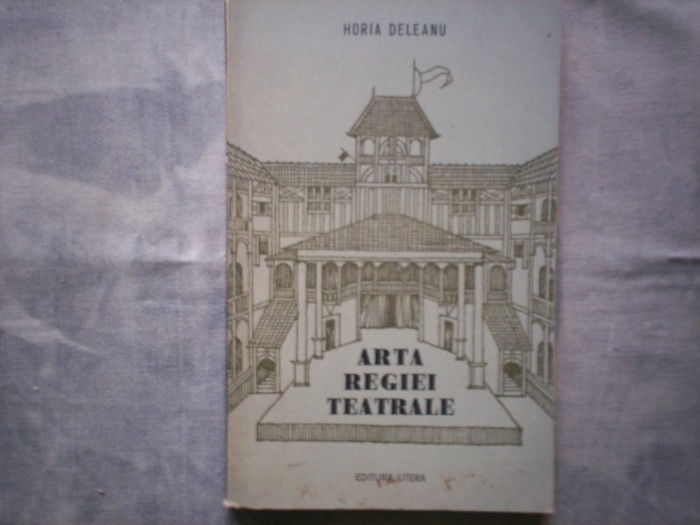 HORIA DELEANU
ARTA
REGIEI
TEATRALE
EDITURA LITERA